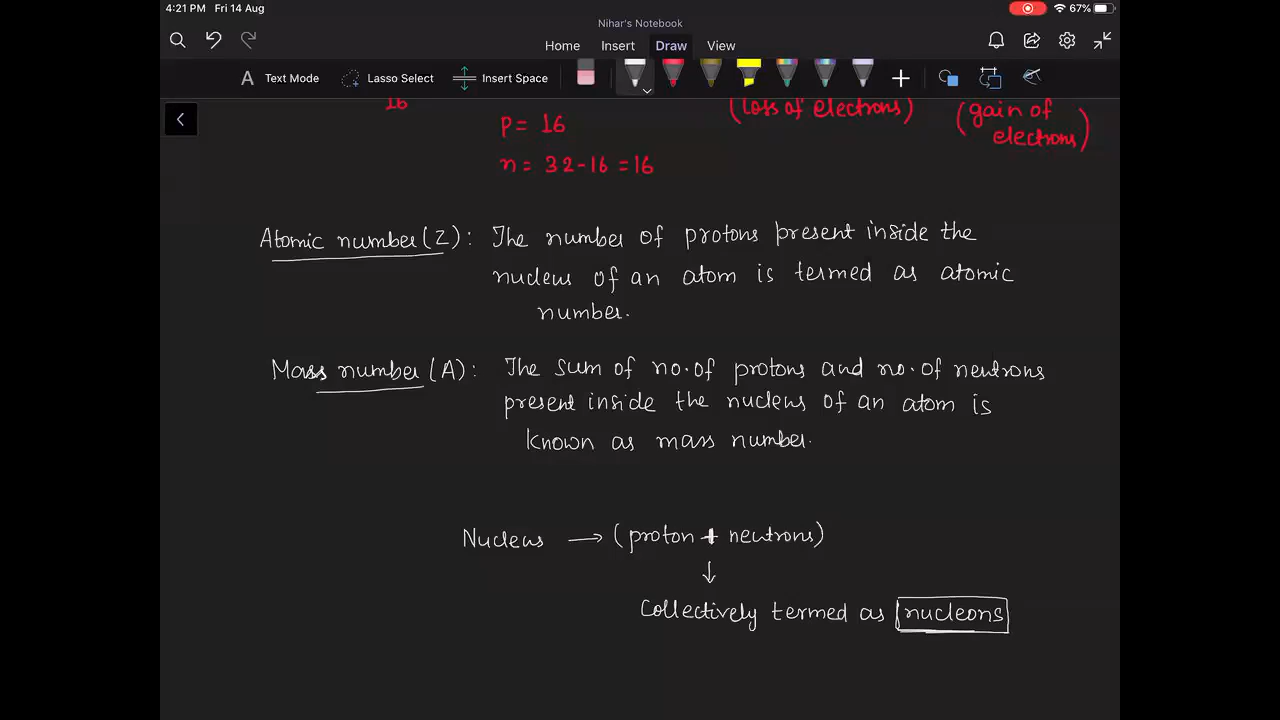 4:21 PM Fri 14 Aug
67%
Nihar's Notebook
Home Insert Draw View
A Text Mode Lasso Select Insert Space
16
(loss of electrons)
(gain of
electrons)
p= 16
n= 32-16 =16
Atomic number(Z): The number of protons present inside the
nucleus of an atom is termed as atomic
number.
Mass number(A): The sum of no.of protons and no.of neutrons
present inside the nucleus of an atom is
known as mass number.
Nucleus → (proton + neutrons)
↓
Collectively termed as nucleons